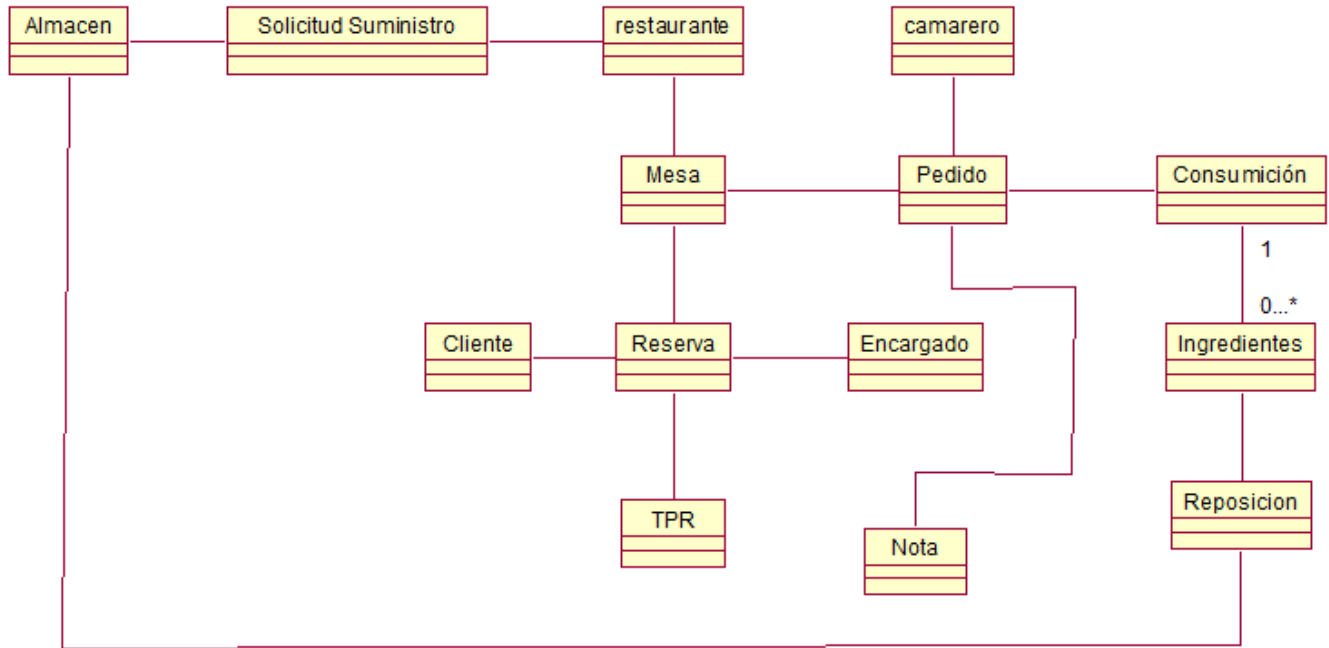 Almacen
Solicitud Suministro
restaurante
camarero
Mesa
Pedido
Consumición
1
0...*
Cliente
Reserva
Encargado
Ingredientes
TPR
Nota
Reposicion